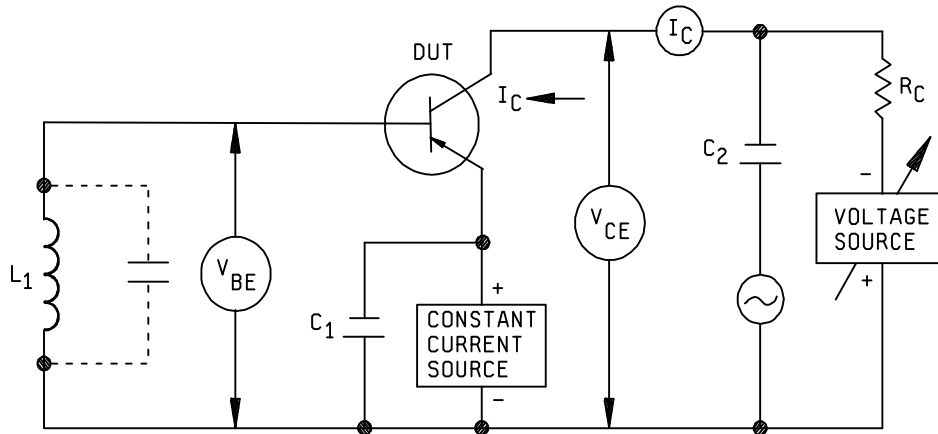 I_C
DUT
R_C
I_C
C_2
−
VOLTAGE
SOURCE
V_CE
L_1
V_BE
+
+
C_1
CONSTANT
CURRENT
SOURCE
−